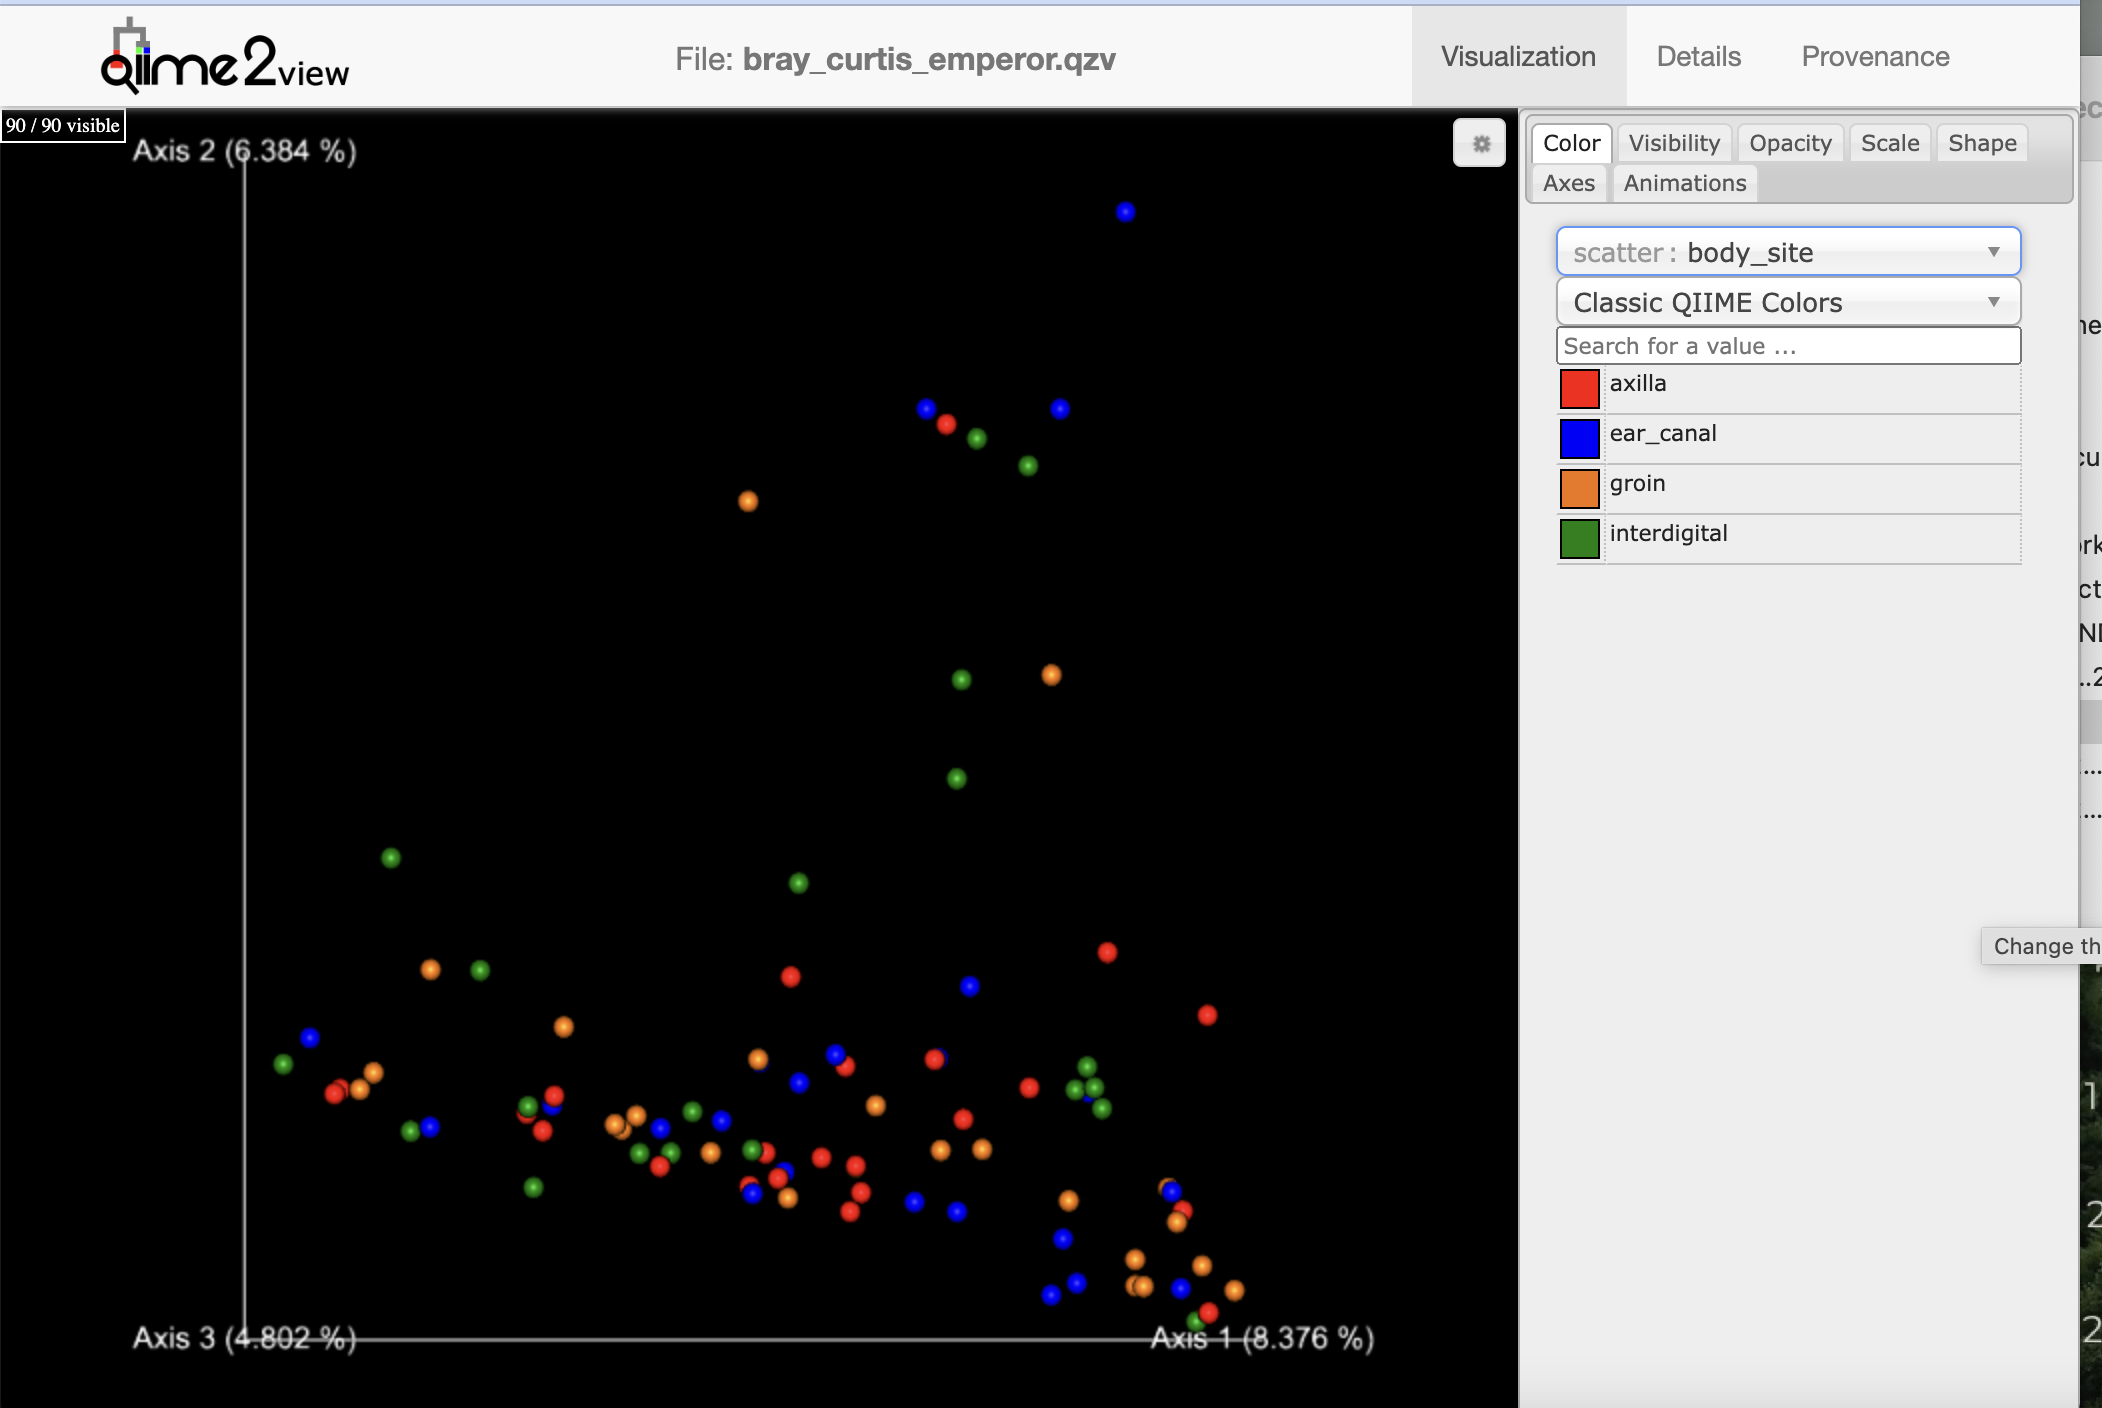 Qiime2view
File: bray_curtis_emperor.qzv
Visualization
Details
Provenance
90 / 90 visible
Axis 2 (6.384 %)
Axis 3 (4.802 %)
Axis 1 (8.376 %)
Color
Visibility
Opacity
Scale
Shape
Axes
Animations
scatter: body_site
Classic QIIME Colors
Search for a value ...
axilla
ear_canal
groin
interdigital
Change th